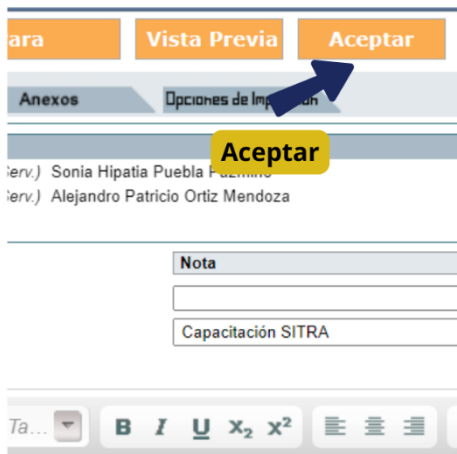 ara Vista Previa Aceptar
Anexos Opciones de Im
Aceptar
erv.) Sonia Hipatia Puebla
erv.) Alejandro Patricio Ortiz Mendoza
Nota
Capacitación SITRA
Ta... B I U X₂ X²